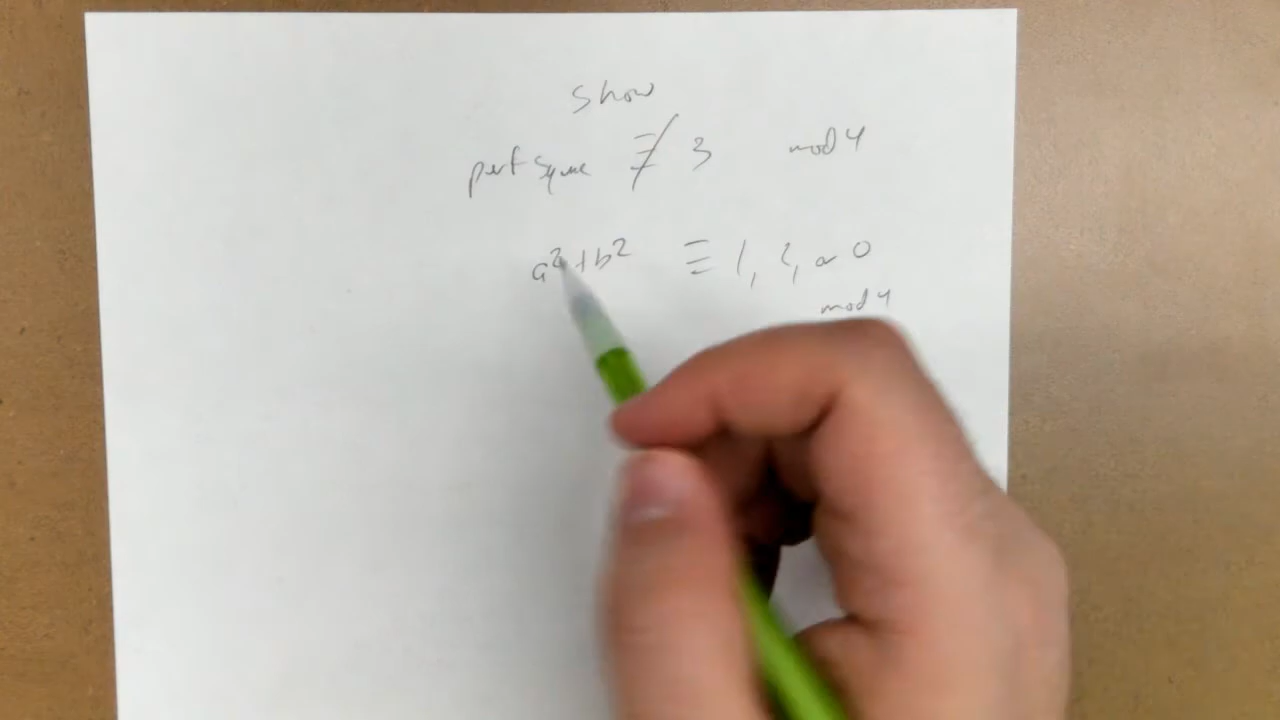 Show
perf square ≢ 3 mod 4
a²+b² ≡ 1, 2, or 0
mod 4